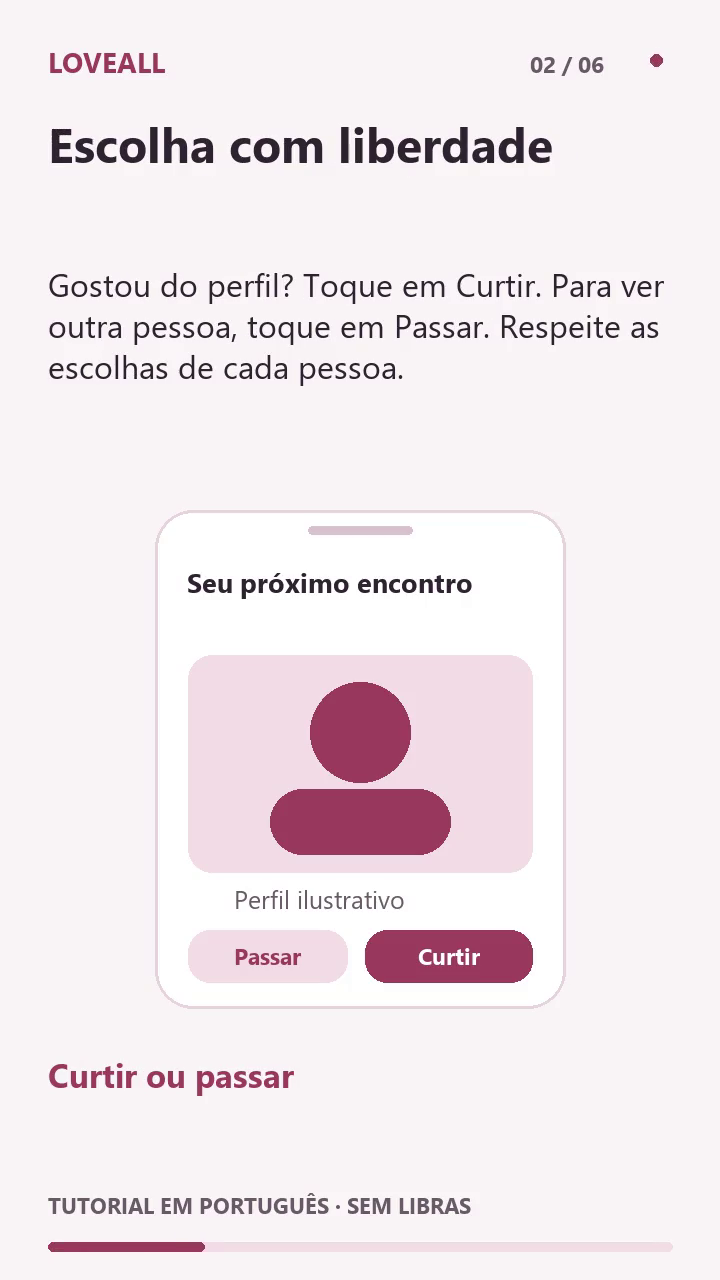 LOVEALL
02 / 06
Escolha com liberdade
Gostou do perfil? Toque em Curtir. Para ver
outra pessoa, toque em Passar. Respeite as
escolhas de cada pessoa.
Seu próximo encontro
Perfil ilustrativo
Passar
Curtir
Curtir ou passar
TUTORIAL EM PORTUGUÊS · SEM LIBRAS